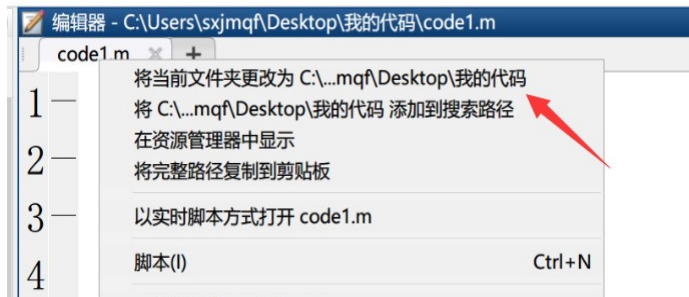 编辑器 - C:\Users\sxjmqf\Desktop\我的代码\code1.m
code1.m × +
将当前文件夹更改为 C:\...mqf\Desktop\我的代码
1 —
将 C:\...mqf\Desktop\我的代码 添加到搜索路径
在资源管理器中显示
2 —
将完整路径复制到剪贴板
3 —
以实时脚本方式打开 code1.m
4
脚本(I) Ctrl+N